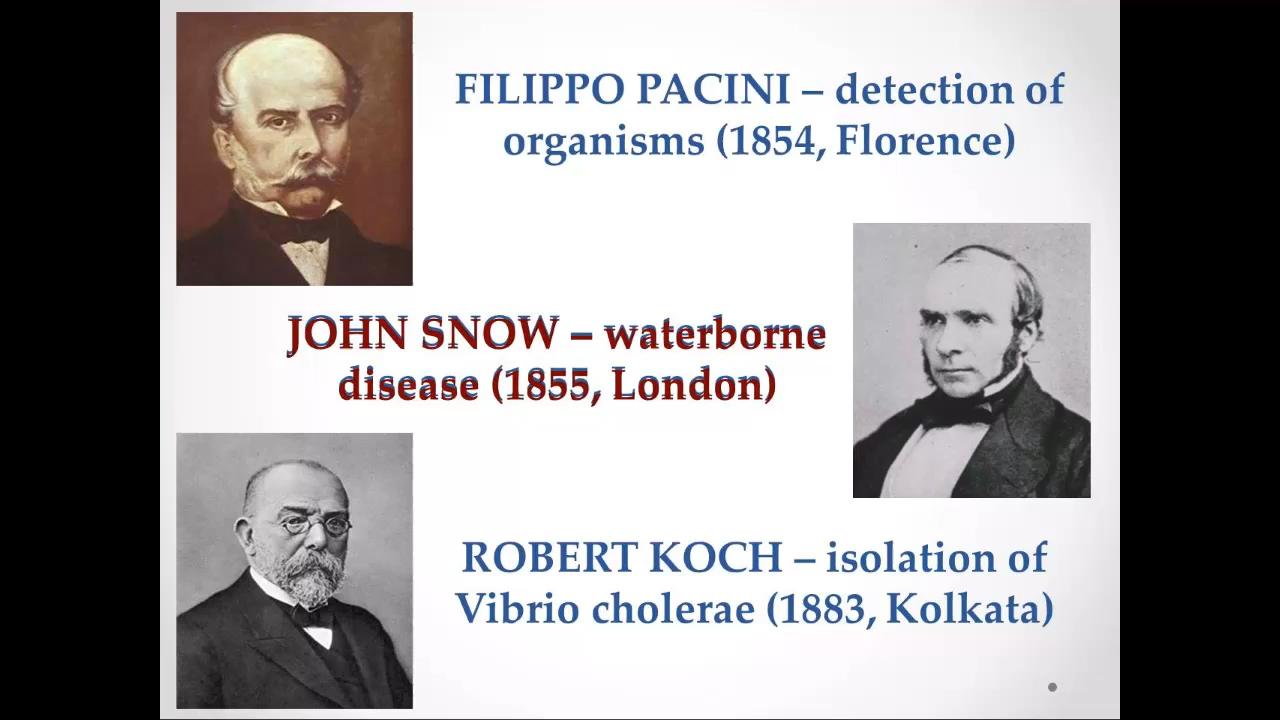 FILIPPO PACINI – detection of
organisms (1854, Florence)
JOHN SNOW – waterborne
disease (1855, London)
ROBERT KOCH – isolation of
Vibrio cholerae (1883, Kolkata)